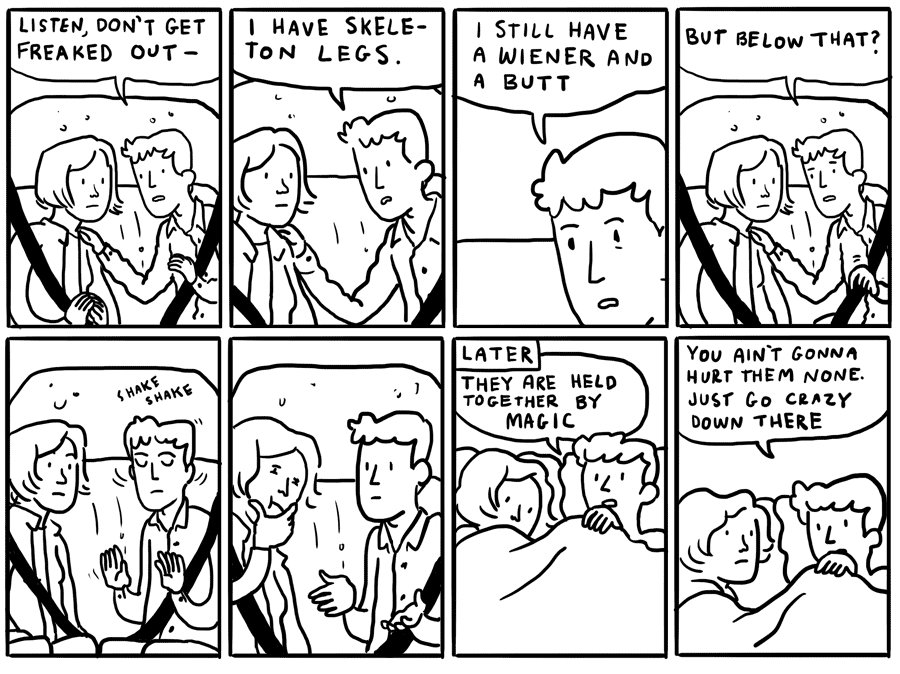 LISTEN, DON'T GET
FREAKED OUT –
I HAVE SKELE-
TON LEGS.
I STILL HAVE
A WIENER AND
A BUTT
BUT BELOW THAT?
SHAKE
SHAKE
LATER
THEY ARE HELD
TOGETHER BY
MAGIC
YOU AIN'T GONNA
HURT THEM NONE.
JUST GO CRAZY
DOWN THERE